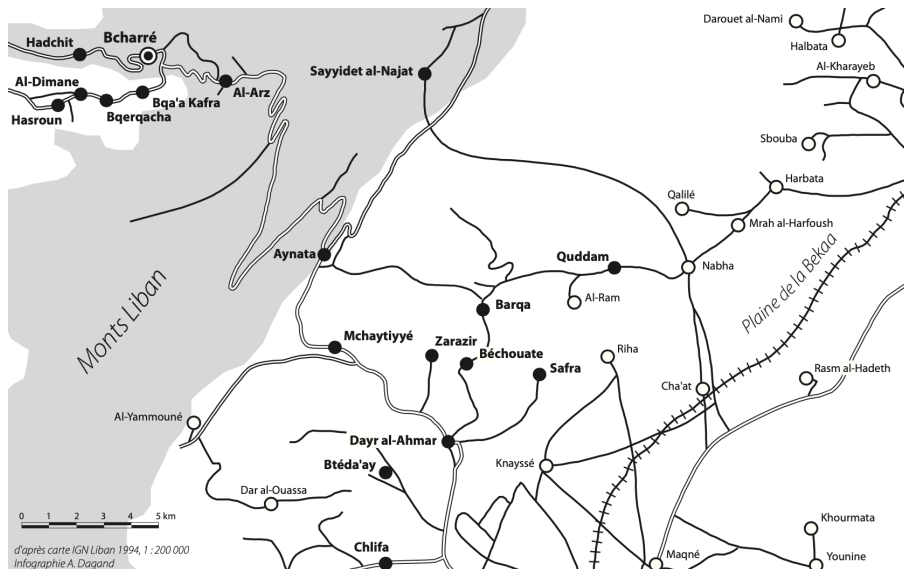 Darouet al-Nami
Hadchit
Bcharré
Halbata
Sayyidet al-Najat
Al-Kharayeb
Al-Dimane
Al-Arz
Bqa'a Kafra
Hasroun
Bqerqacha
Sbouba
Harbata
Qalilé
Mrah al-Harfoush
Aynata
Quddam
Nabha
Plaine de la Bekaa
Monts Liban
Barqa
Al-Ram
Mchaytiyyé
Zarazir
Béchouate
Riha
Safra
Rasm al-Hadeth
Cha'at
Al-Yammouné
Dayr al-Ahmar
Btéda'ay
Knayssé
Dar al-Ouassa
0 1 2 3 4 5 km
Khourmata
Chlifa
Maqné
Younine
d'après carte IGN Liban 1994, 1 : 200 000
Infographie A. Dagand